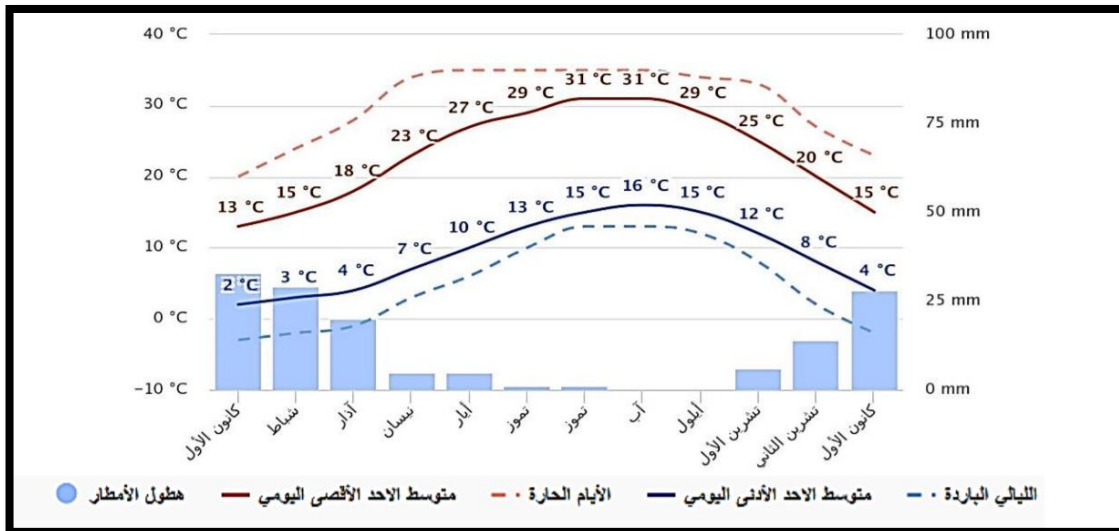 40 °C
100 mm
31 °C 31 °C
29 °C 29 °C
27 °C
30 °C
75 mm
25 °C
23 °C
20 °C
18 °C
20 °C
15 °C 15 °C
16 °C
13 °C
15 °C 15 °C
50 mm
13 °C
12 °C
10 °C
10 °C
8 °C
7 °C
4 °C 4 °C
3 °C
2 °C
25 mm
0 °C
−10 °C
0 mm
كانون الأول
شباط
آذار
نيسان
أيار
تموز
تموز
آب
أيلول
تشرين الأول
تشرين الثاني
كانون الأول
هطول الأمطار متوسط الاحد الأقصى اليومي الأيام الحارة متوسط الاحد الأدنى اليومي الليالي الباردة